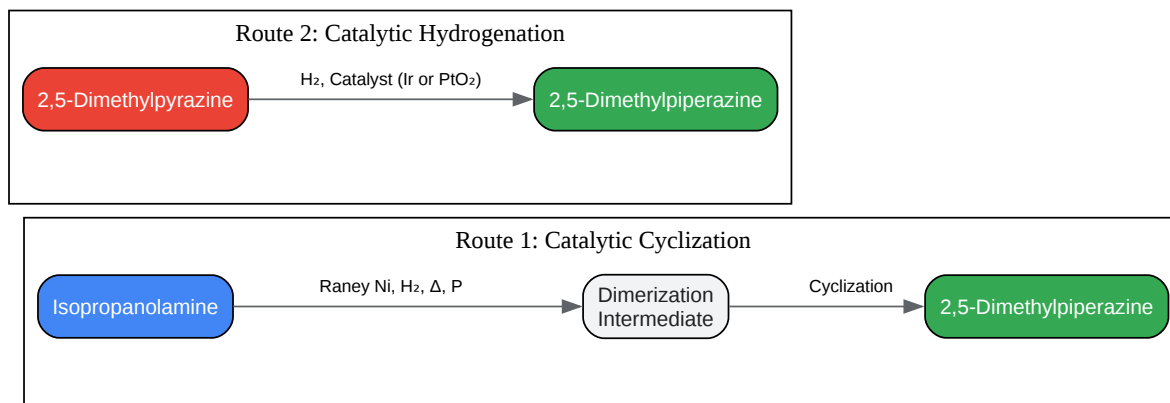 Route 2: Catalytic Hydrogenation
2,5-Dimethylpyrazine
H₂, Catalyst (Ir or PtO₂)
2,5-Dimethylpiperazine
Route 1: Catalytic Cyclization
Isopropanolamine
Raney Ni, H₂, Δ, P
Dimerization
Intermediate
Cyclization
2,5-Dimethylpiperazine